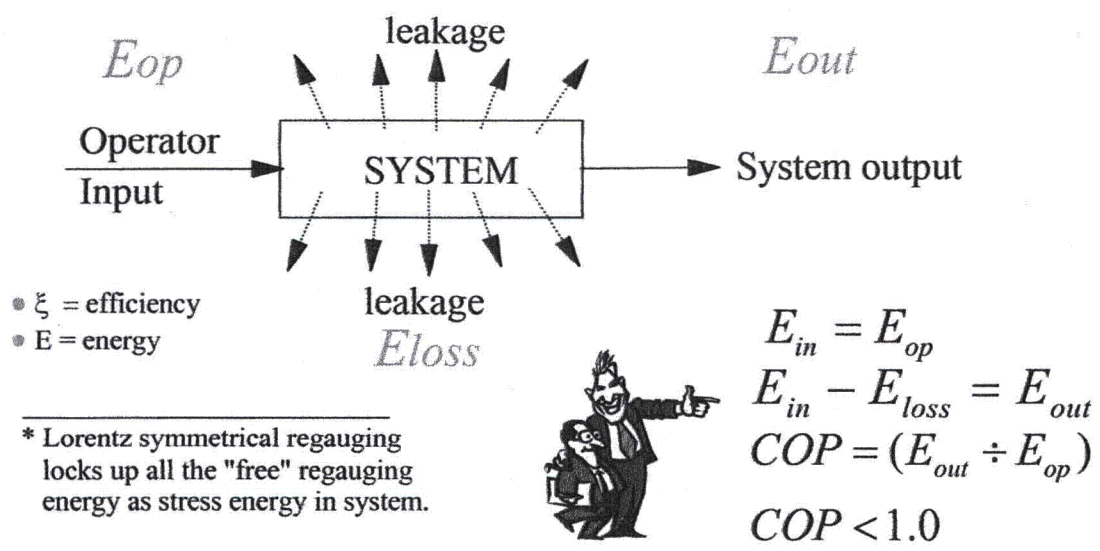 leakage
Eop
Eout
Operator
Input
SYSTEM
System output
leakage
Eloss
• ξ = efficiency
• E = energy
* Lorentz symmetrical regauging
locks up all the "free" regauging
energy as stress energy in system.
E_in = E_op
E_in − E_loss = E_out
COP = (E_out ÷ E_op)
COP < 1.0